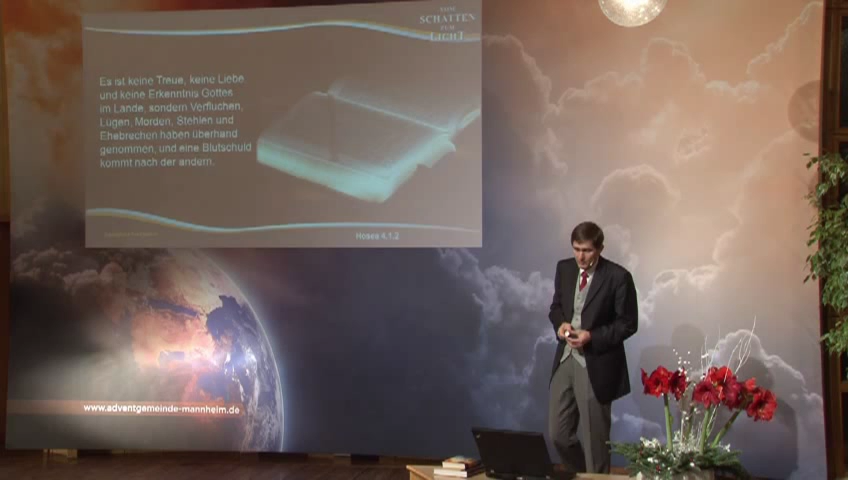 VOM
SCHATTEN
ZUM
LICHT
Es ist keine Treue, keine Liebe
und keine Erkenntnis Gottes
im Lande, sondern Verfluchen,
Lügen, Morden, Stehlen und
Ehebrechen haben überhand
genommen, und eine Blutschuld
kommt nach der andern.
Hosea 4,1.2
www.adventgemeinde-mannheim.de